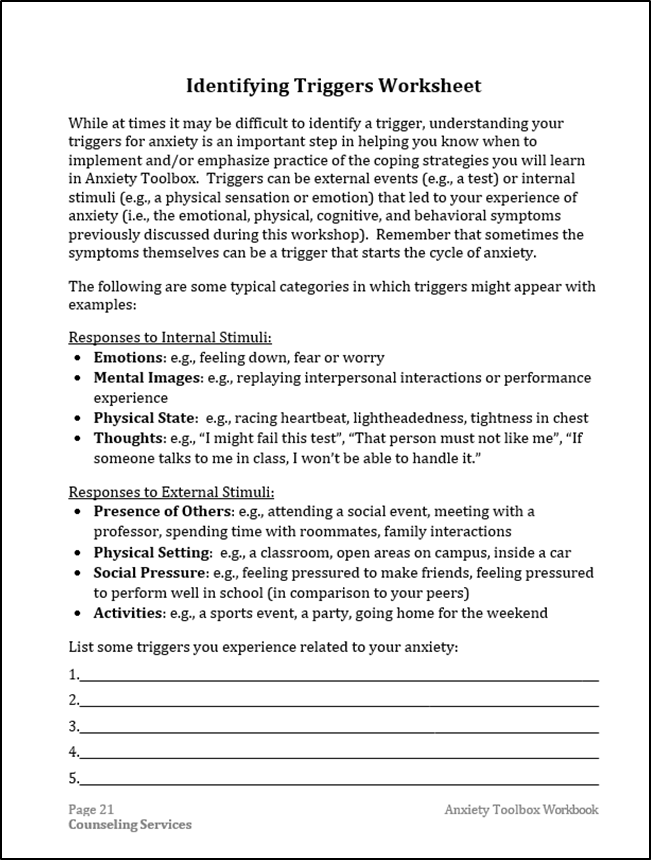 Identifying Triggers Worksheet
While at times it may be difficult to identify a trigger, understanding your
triggers for anxiety is an important step in helping you know when to
implement and/or emphasize practice of the coping strategies you will learn
in Anxiety Toolbox.  Triggers can be external events (e.g., a test) or internal
stimuli (e.g., a physical sensation or emotion) that led to your experience of
anxiety (i.e., the emotional, physical, cognitive, and behavioral symptoms
previously discussed during this workshop).  Remember that sometimes the
symptoms themselves can be a trigger that starts the cycle of anxiety.
The following are some typical categories in which triggers might appear with
examples:
Responses to Internal Stimuli:
• Emotions: e.g., feeling down, fear or worry
• Mental Images: e.g., replaying interpersonal interactions or performance
experience
• Physical State:  e.g., racing heartbeat, lightheadedness, tightness in chest
• Thoughts: e.g., “I might fail this test”, “That person must not like me”, “If
someone talks to me in class, I won’t be able to handle it.”
Responses to External Stimuli:
• Presence of Others: e.g., attending a social event, meeting with a
professor, spending time with roommates, family interactions
• Physical Setting:  e.g., a classroom, open areas on campus, inside a car
• Social Pressure: e.g., feeling pressured to make friends, feeling pressured
to perform well in school (in comparison to your peers)
• Activities: e.g., a sports event, a party, going home for the weekend
List some triggers you experience related to your anxiety:
1.
2.
3.
4.
5.
Page 21 Anxiety Toolbox Workbook
Counseling Services